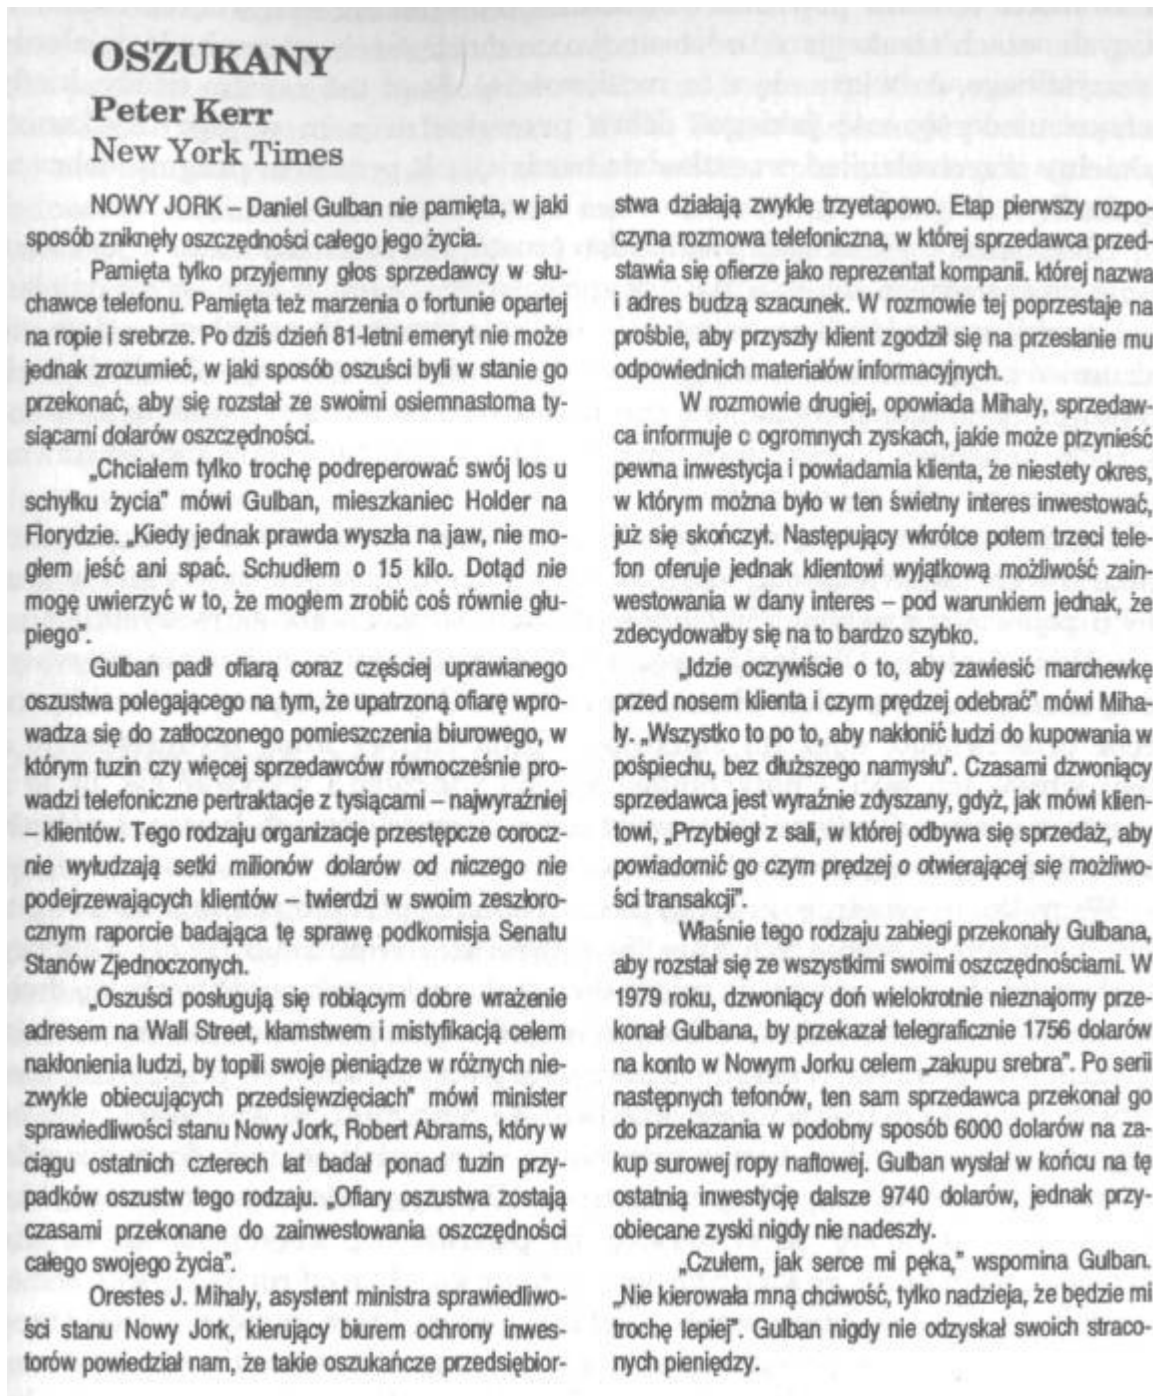 OSZUKANY
Peter Kerr
New York Times
NOWY JORK – Daniel Gulban nie pamięta, w jaki
sposób zniknęły oszczędności całego jego życia.
Pamięta tylko przyjemny głos sprzedawcy w słu-
chawce telefonu. Pamięta też marzenia o fortunie opartej
na ropie i srebrze. Po dziś dzień 81-letni emeryt nie może
jednak zrozumieć, w jaki sposób oszuści byli w stanie go
przekonać, aby się rozstał ze swoimi osiemnastoma ty-
siącami dolarów oszczędności.
„Chciałem tylko trochę podreperować swój los u
schyłku życia” mówi Gulban, mieszkaniec Holder na
Florydzie. „Kiedy jednak prawda wyszła na jaw, nie mo-
głem jeść ani spać. Schudłem o 15 kilo. Dotąd nie
mogę uwierzyć w to, że mogłem zrobić coś równie głu-
piego”.
Gulban padł ofiarą coraz częściej uprawianego
oszustwa polegającego na tym, że upatrzoną ofiarę wpro-
wadza się do zatłoczonego pomieszczenia biurowego, w
którym tuzin czy więcej sprzedawców równocześnie pro-
wadzi telefoniczne pertraktacje z tysiącami – najwyraźniej
– klientów. Tego rodzaju organizacje przestępcze corocz-
nie wyłudzają setki milionów dolarów od niczego nie
podejrzewających klientów – twierdzi w swoim zeszłoro-
cznym raporcie badająca tę sprawę podkomisja Senatu
Stanów Zjednoczonych.
„Oszuści posługują się robiącym dobre wrażenie
adresem na Wall Street, kłamstwem i mistyfikacją celem
nakłonienia ludzi, by topili swoje pieniądze w różnych nie-
zwykle obiecujących przedsięwzięciach” mówi minister
sprawiedliwości stanu Nowy Jork, Robert Abrams, który w
ciągu ostatnich czterech lat badał ponad tuzin przy-
padków oszustw tego rodzaju. „Ofiary oszustwa zostają
czasami przekonane do zainwestowania oszczędności
całego swojego życia”.
Orestes J. Mihaly, asystent ministra sprawiedliwo-
ści stanu Nowy Jork, kierujący biurem ochrony inwes-
torów powiedział nam, że takie oszukańcze przedsiębior-
stwa działają zwykle trzyetapowo. Etap pierwszy rozpo-
czyna rozmowa telefoniczna, w której sprzedawca przed-
stawia się ofierze jako reprezentat kompanii. której nazwa
i adres budzą szacunek. W rozmowie tej poprzestaje na
prośbie, aby przyszły klient zgodził się na przesłanie mu
odpowiednich materiałów informacyjnych.
W rozmowie drugiej, opowiada Mihaly, sprzedaw-
ca informuje o ogromnych zyskach, jakie może przynieść
pewna inwestycja i powiadamia klienta, że niestety okres,
w którym można było w ten świetny interes inwestować,
już się skończył. Następujący wkrótce potem trzeci tele-
fon oferuje jednak klientowi wyjątkową możliwość zain-
westowania w dany interes – pod warunkiem jednak, że
zdecydowałby się na to bardzo szybko.
„Idzie oczywiście o to, aby zawiesić marchewkę
przed nosem klienta i czym prędzej odebrać” mówi Miha-
ly. „Wszystko to po to, aby nakłonić ludzi do kupowania w
pośpiechu, bez dłuższego namysłu”. Czasami dzwoniący
sprzedawca jest wyraźnie zdyszany, gdyż, jak mówi klien-
towi, „Przybiegł z sali, w której odbywa się sprzedaż, aby
powiadomić go czym prędzej o otwierającej się możliwo-
ści transakcji”.
Właśnie tego rodzaju zabiegi przekonały Gulbana,
aby rozstał się ze wszystkimi swoimi oszczędnościami. W
1979 roku, dzwoniący doń wielokrotnie nieznajomy prze-
konał Gulbana, by przekazał telegraficznie 1756 dolarów
na konto w Nowym Jorku celem „zakupu srebra”. Po serii
następnych tefonów, ten sam sprzedawca przekonał go
do przekazania w podobny sposób 6000 dolarów na za-
kup surowej ropy naftowej. Gulban wysłał w końcu na tę
ostatnią inwestycję dalsze 9740 dolarów, jednak przy-
obiecane zyski nigdy nie nadeszły.
„Czułem, jak serce mi pęka,” wspomina Gulban.
„Nie kierowała mną chciwość, tylko nadzieja, że będzie mi
trochę lepiej”. Gulban nigdy nie odzyskał swoich straco-
nych pieniędzy.